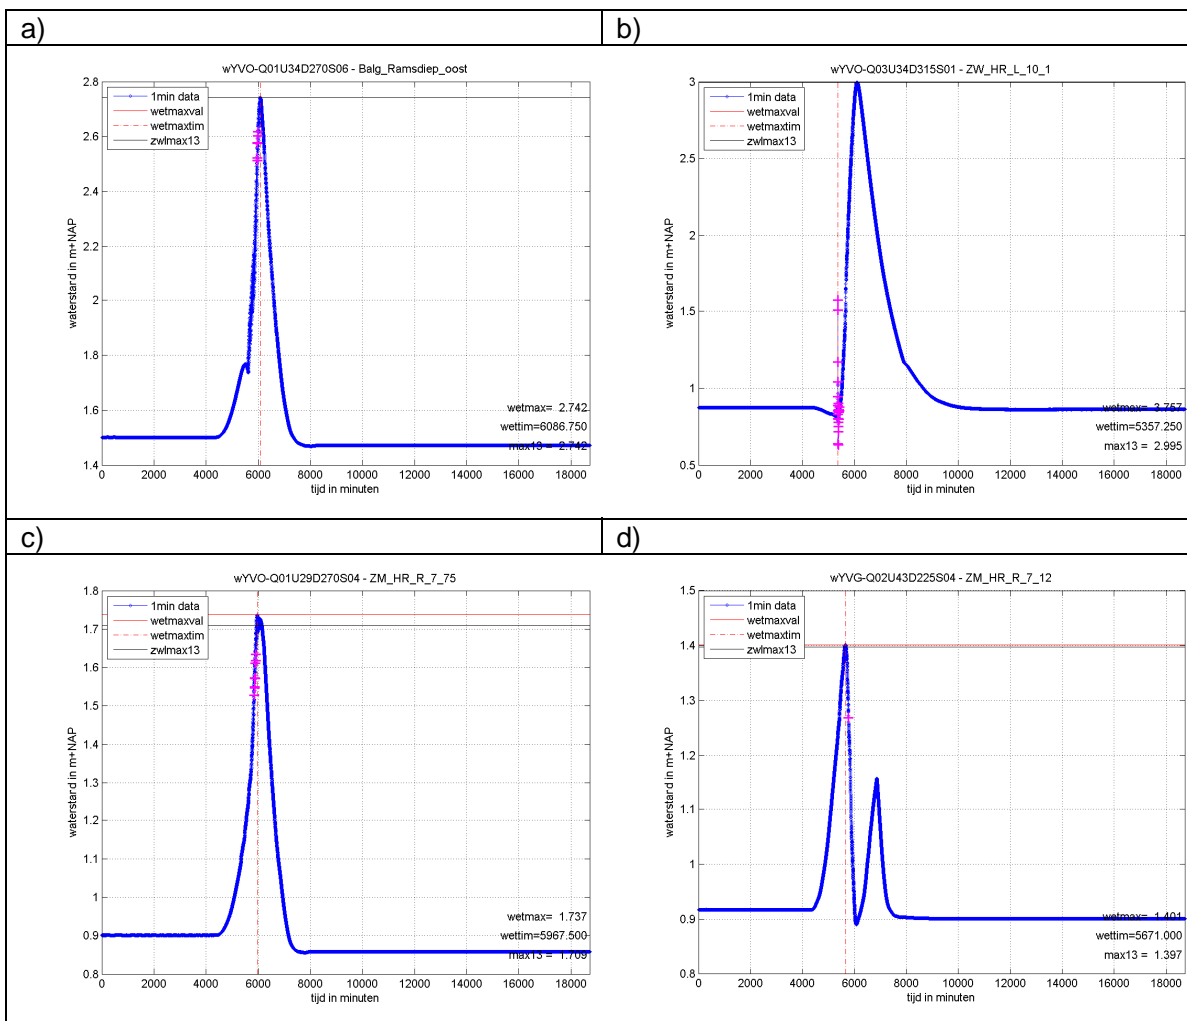 a)
b)
wYVO-Q01U34D270S06 - Balg_Ramsdiep_oost
2.8
2.6
2.4
2.2
2
1.8
1.6
1.4
waterstard in m+NAP
1min data
wetmaxval
wetmaxtim
zwlmax13
wetmax= 2.742
wettim=6086.750
max13 = 2.742
0 2000 4000 6000 8000 10000 12000 14000 16000 18000
tijd in minuten
wYVO-Q03U34D315S01 - ZW_HR_L_10_1
3
3
2.5
2
1.5
1
0.5
waterstard in m+NAP
1min data
wetmaxval
wetmaxtim
zwlmax13
wetmax= 3.757
wettim=5357.250
max13 = 2.995
0 2000 4000 6000 8000 10000 12000 14000 16000 18000
tijd in minuten
c)
d)
wYVO-Q01U29D270S04 - ZM_HR_R_7_75
1.8
1.7
1.6
1.5
1.4
1.3
1.2
1.1
1
0.9
0.8
waterstard in m+NAP
1min data
wetmaxval
wetmaxtim
zwlmax13
wetmax= 1.737
wettim=5967.500
max13 = 1.709
0 2000 4000 6000 8000 10000 12000 14000 16000 18000
tijd in minuten
wYVG-Q02U43D225S04 - ZM_HR_R_7_12
1.5
1.4
1.3
1.2
1.1
1
0.9
0.8
waterstard in m+NAP
1min data
wetmaxval
wetmaxtim
zwlmax13
wetmax= 1.401
wettim=5671.000
max13 = 1.397
0 2000 4000 6000 8000 10000 12000 14000 16000 18000
tijd in minuten